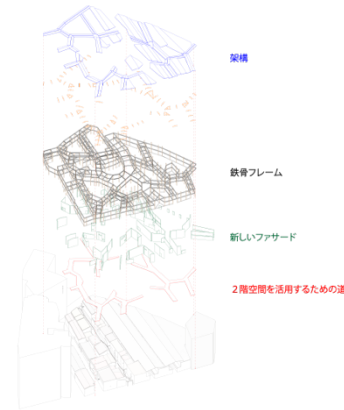 架構
鉄骨フレーム
新しいファサード
２階空間を活用するための道